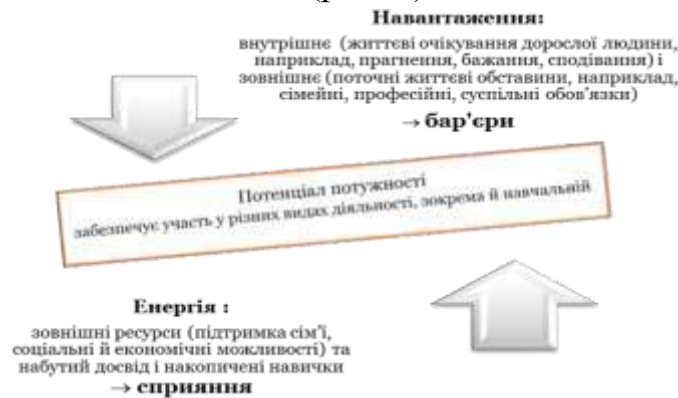 Навантаження:
внутрішнє (життєві очікування дорослої людини,
наприклад, прагнення, бажання, сподівання) і
зовнішнє (поточні життєві обставини, наприклад,
сімейні, професійні, суспільні обов'язки)
→ бар'єри
Потенціал потужності
забезпечує участь у різних видах діяльності, зокрема й навчальній
Енергія :
зовнішні ресурси (підтримка сім'ї,
соціальні й економічні можливості) та
набутий досвід і накопичені навички
→ сприяння